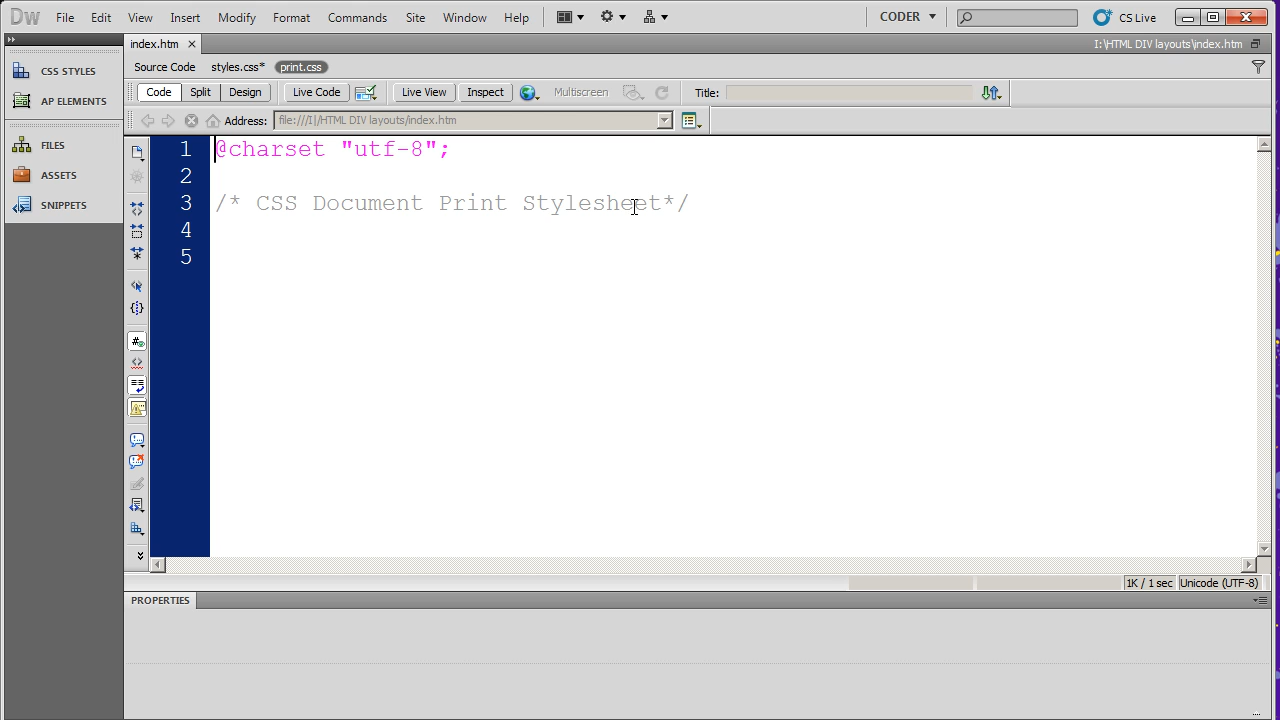 Dw File Edit View Insert Modify Format Commands Site Window Help CODER CS Live
index.htm I:\HTML DIV layouts\index.htm
Source Code styles.css* print.css
Code Split Design Live Code Live View Inspect Multiscreen Title:
Address: file:///I|/HTML DIV layouts/index.htm
CSS STYLES
AP ELEMENTS
FILES
ASSETS
SNIPPETS
1 @charset "utf-8";
2
3 /* CSS Document Print Stylesheet*/
4
5
1K / 1 sec Unicode (UTF-8)
PROPERTIES